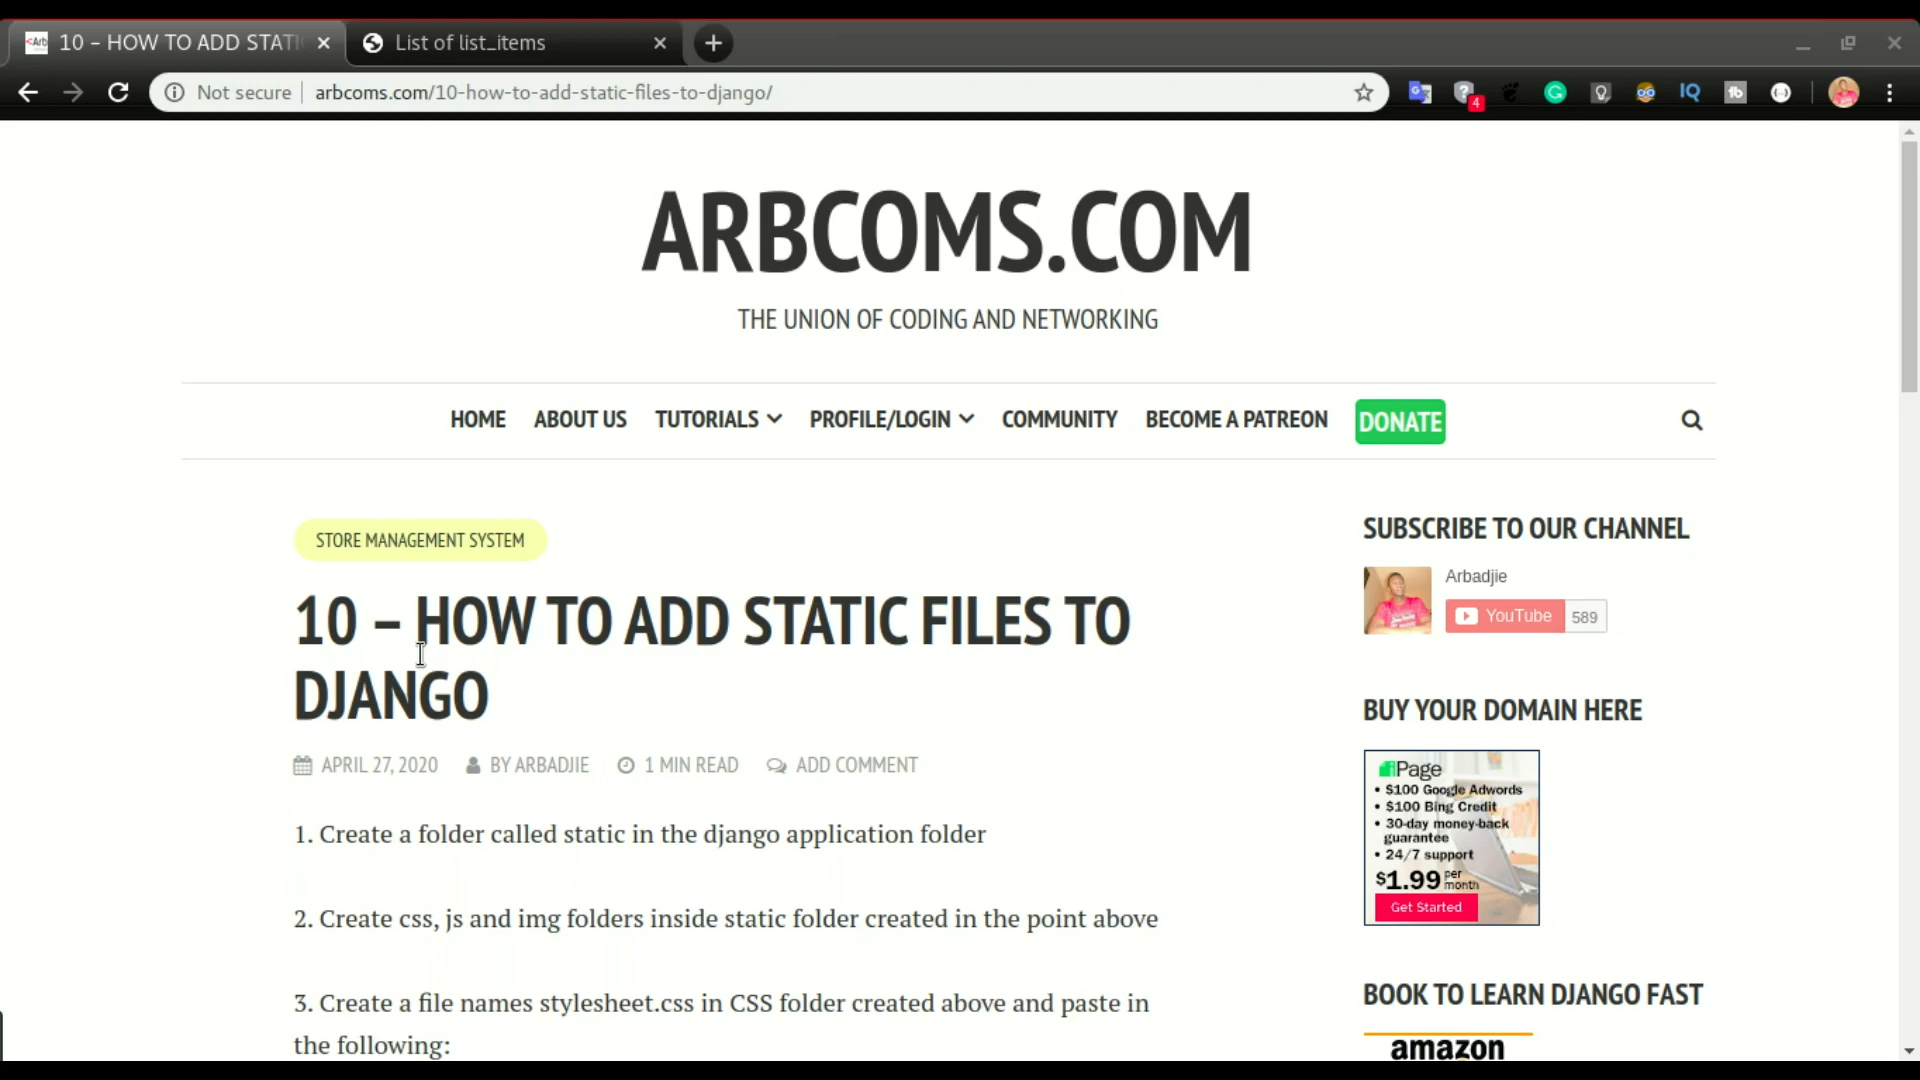 10 – HOW TO ADD STATI
List of list_items
Not secure
arbcoms.com/10-how-to-add-static-files-to-django/
4
IQ
ARBCOMS.COM
THE UNION OF CODING AND NETWORKING
HOME ABOUT US TUTORIALS PROFILE/LOGIN COMMUNITY BECOME A PATREON DONATE
STORE MANAGEMENT SYSTEM
10 – HOW TO ADD STATIC FILES TO
DJANGO
APRIL 27, 2020 BY ARBADJIE 1 MIN READ ADD COMMENT
1. Create a folder called static in the django application folder
2. Create css, js and img folders inside static folder created in the point above
3. Create a file names stylesheet.css in CSS folder created above and paste in
the following:
SUBSCRIBE TO OUR CHANNEL
Arbadjie
YouTube 589
BUY YOUR DOMAIN HERE
iPage
• $100 Google Adwords
• $100 Bing Credit
• 30-day money-back
guarantee
• 24/7 support
$1.99 per
month
Get Started
BOOK TO LEARN DJANGO FAST
amazon